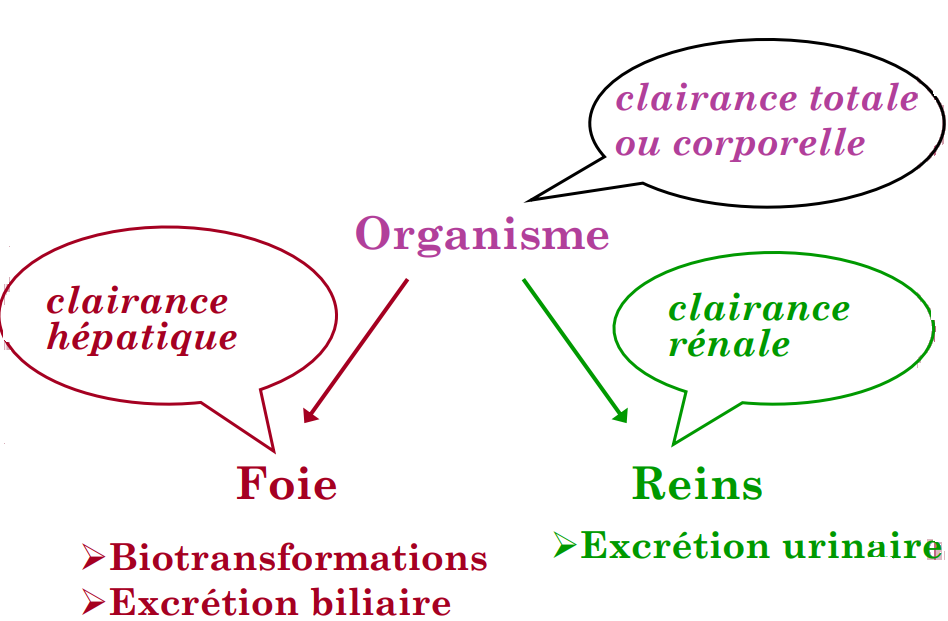 clairance totale
ou corporelle
Organisme
clairance
hépatique
clairance
rénale
Foie
Reins
➢Biotransformations
➢Excrétion biliaire
➢Excrétion urinaire